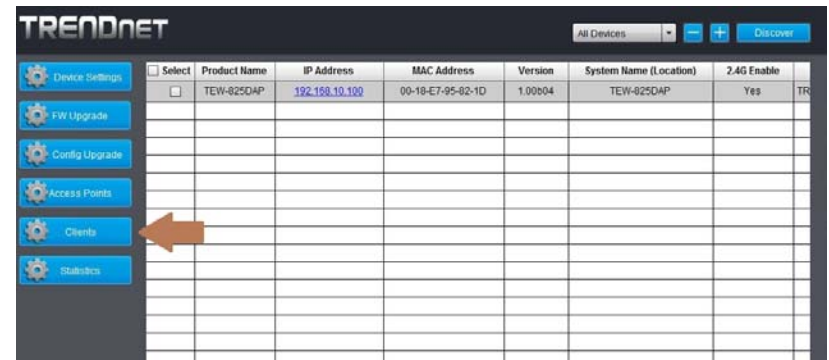 TRENDnet
All Devices Discover
Device Settings
FW Upgrade
Config Upgrade
Access Points
Clients
Statistics
Select Product Name IP Address MAC Address Version System Name (Location) 2.4G Enable
TEW-825DAP 192.168.10.100 00-18-E7-95-82-1D 1.00b04 TEW-825DAP Yes TR